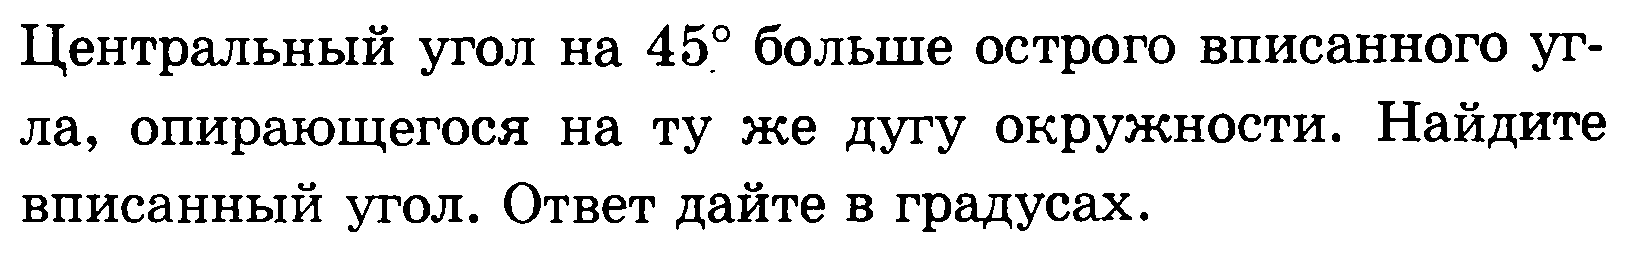 Центральный угол на 45° больше острого вписанного уг-
ла, опирающегося на ту же дугу окружности. Найдите
вписанный угол. Ответ дайте в градусах.